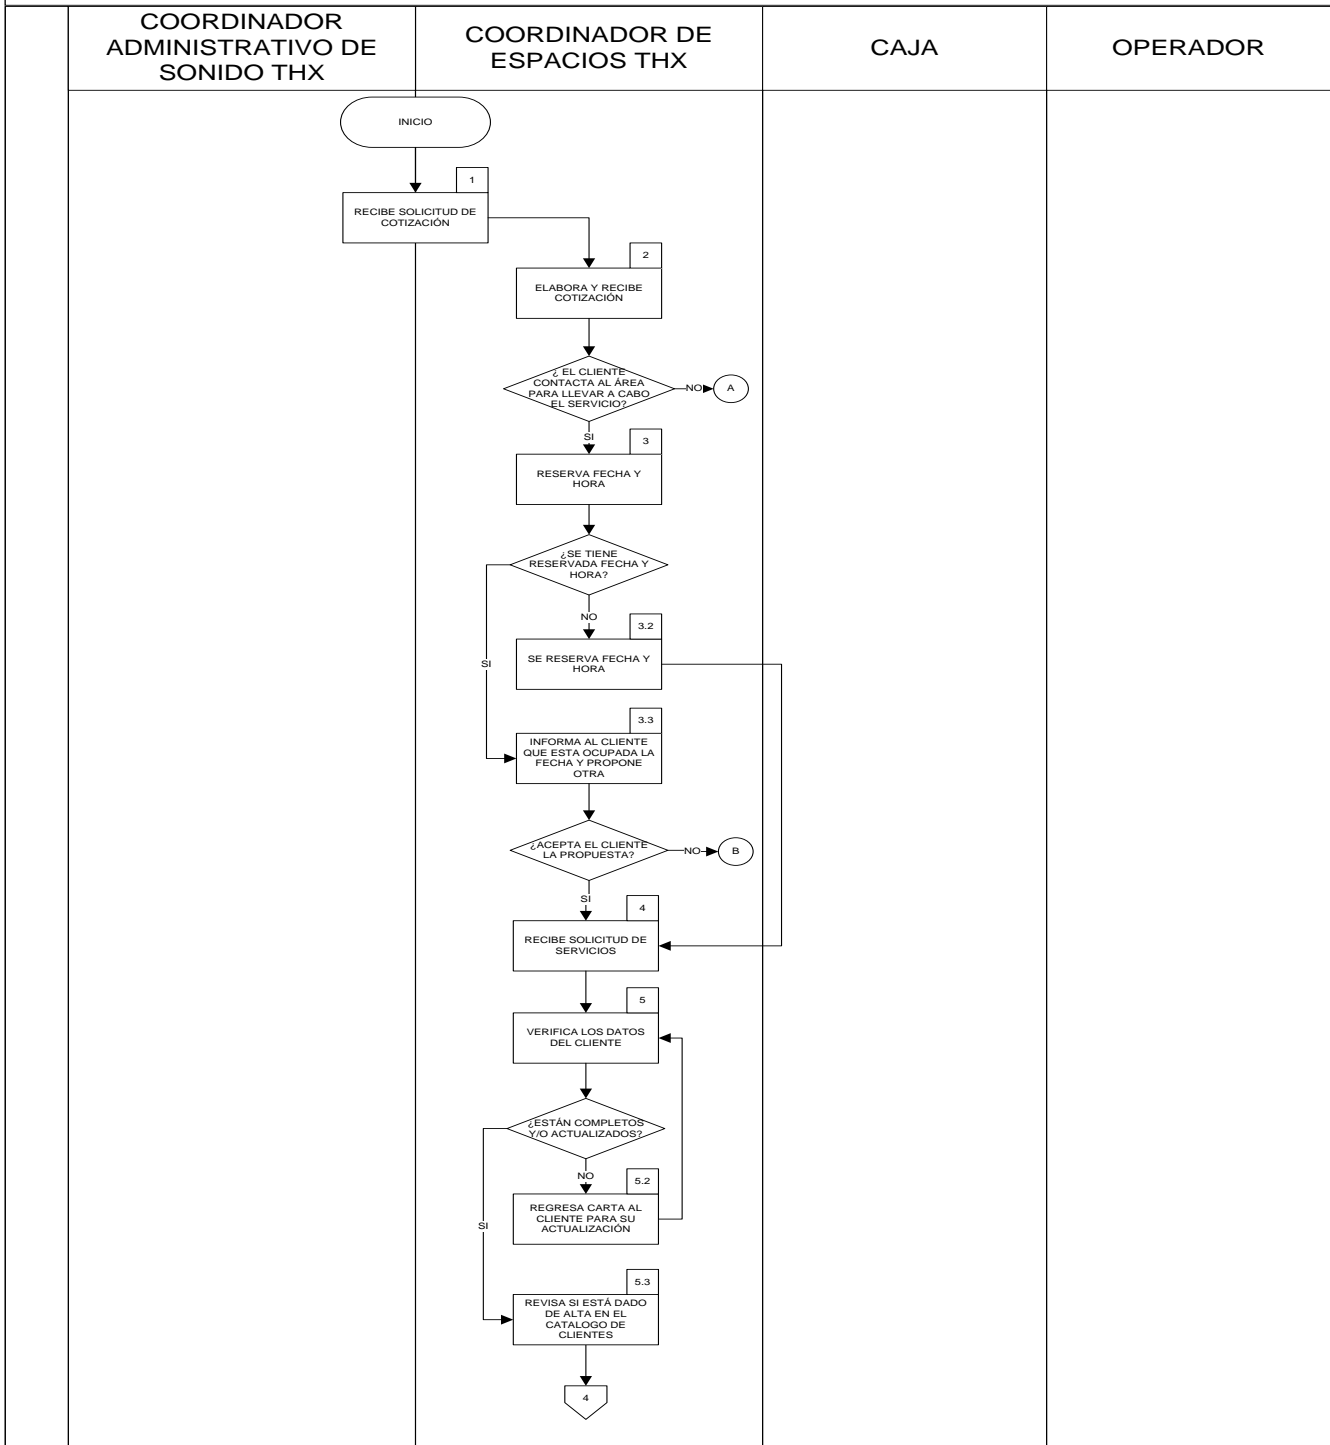 COORDINADOR
ADMINISTRATIVO DE
SONIDO THX
COORDINADOR DE
ESPACIOS THX
CAJA
OPERADOR
INICIO
1
RECIBE SOLICITUD DE
COTIZACIÓN
2
ELABORA Y RECIBE
COTIZACIÓN
¿ EL CLIENTE
CONTACTA AL ÁREA
PARA LLEVAR A CABO
EL SERVICIO?
NO
A
SI
3
RESERVA FECHA Y
HORA
¿SE TIENE
RESERVADA FECHA Y
HORA?
NO
3.2
SE RESERVA FECHA Y
HORA
SI
3.3
INFORMA AL CLIENTE
QUE ESTA OCUPADA LA
FECHA Y PROPONE
OTRA
¿ACEPTA EL CLIENTE
LA PROPUESTA?
NO
B
SI
4
RECIBE SOLICITUD DE
SERVICIOS
5
VERIFICA LOS DATOS
DEL CLIENTE
¿ESTÁN COMPLETOS
Y/O ACTUALIZADOS?
NO
5.2
REGRESA CARTA AL
CLIENTE PARA SU
ACTUALIZACIÓN
SI
5.3
REVISA SI ESTÁ DADO
DE ALTA EN EL
CATALOGO DE
CLIENTES
4